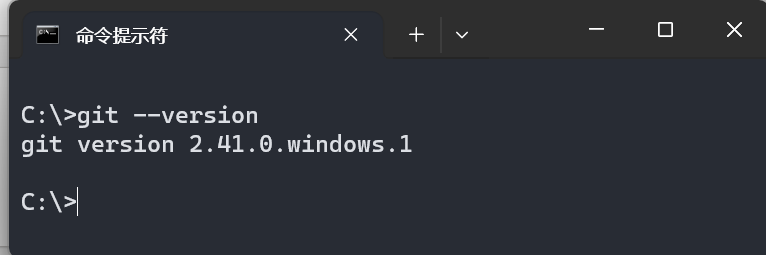 命令提示符
C:\>git --version
git version 2.41.0.windows.1
C:\>